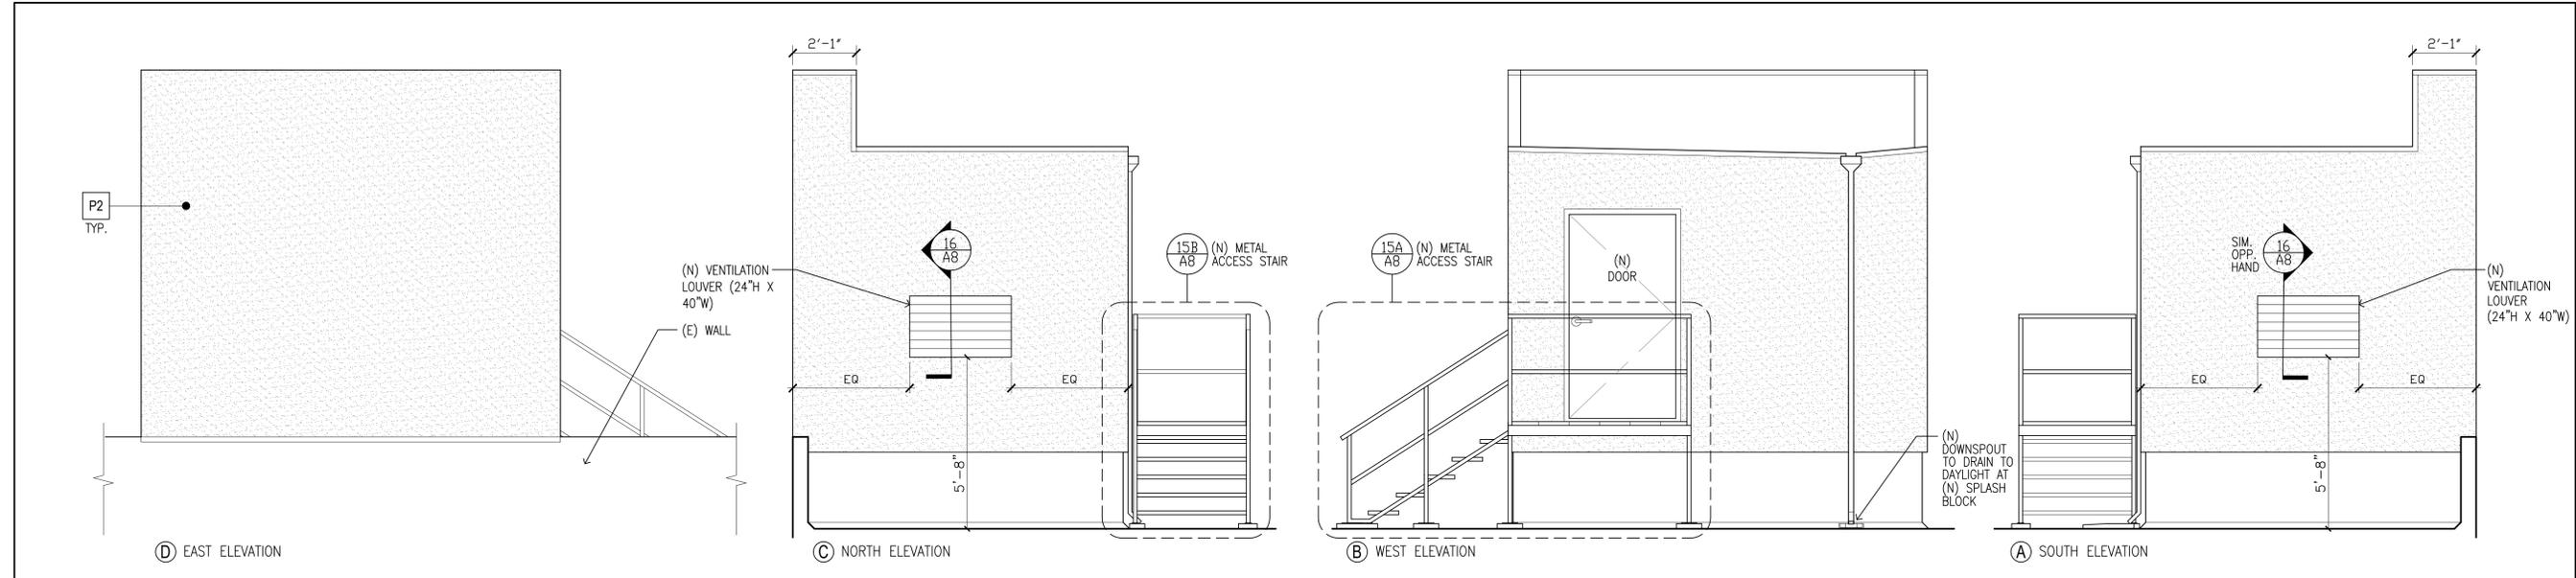 P2
TYP.
(N) VENTILATION
LOUVER (24"H X
40"W)
(E) WALL
D EAST ELEVATION
2'-1"
16
A8
EQ
EQ
5'-8"
15B
A8
(N) METAL
ACCESS STAIR
C NORTH ELEVATION
15A
A8
(N) METAL
ACCESS STAIR
(N)
DOOR
(N)
DOWNSPOUT
TO DRAIN TO
DAYLIGHT AT
(N) SPLASH
BLOCK
B WEST ELEVATION
2'-1"
SIM.
OPP.
HAND
16
A8
(N)
VENTILATION
LOUVER
(24"H X 40"W)
EQ
EQ
5'-8"
A SOUTH ELEVATION